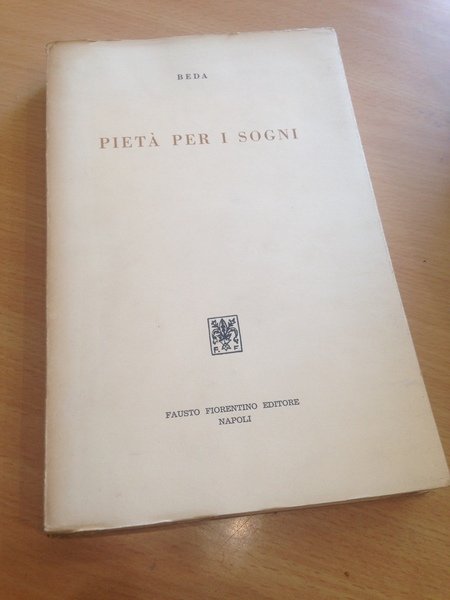 BEDA
PIETÀ PER I SOGNI
F F
FAUSTO FIORENTINO EDITORE
NAPOLI